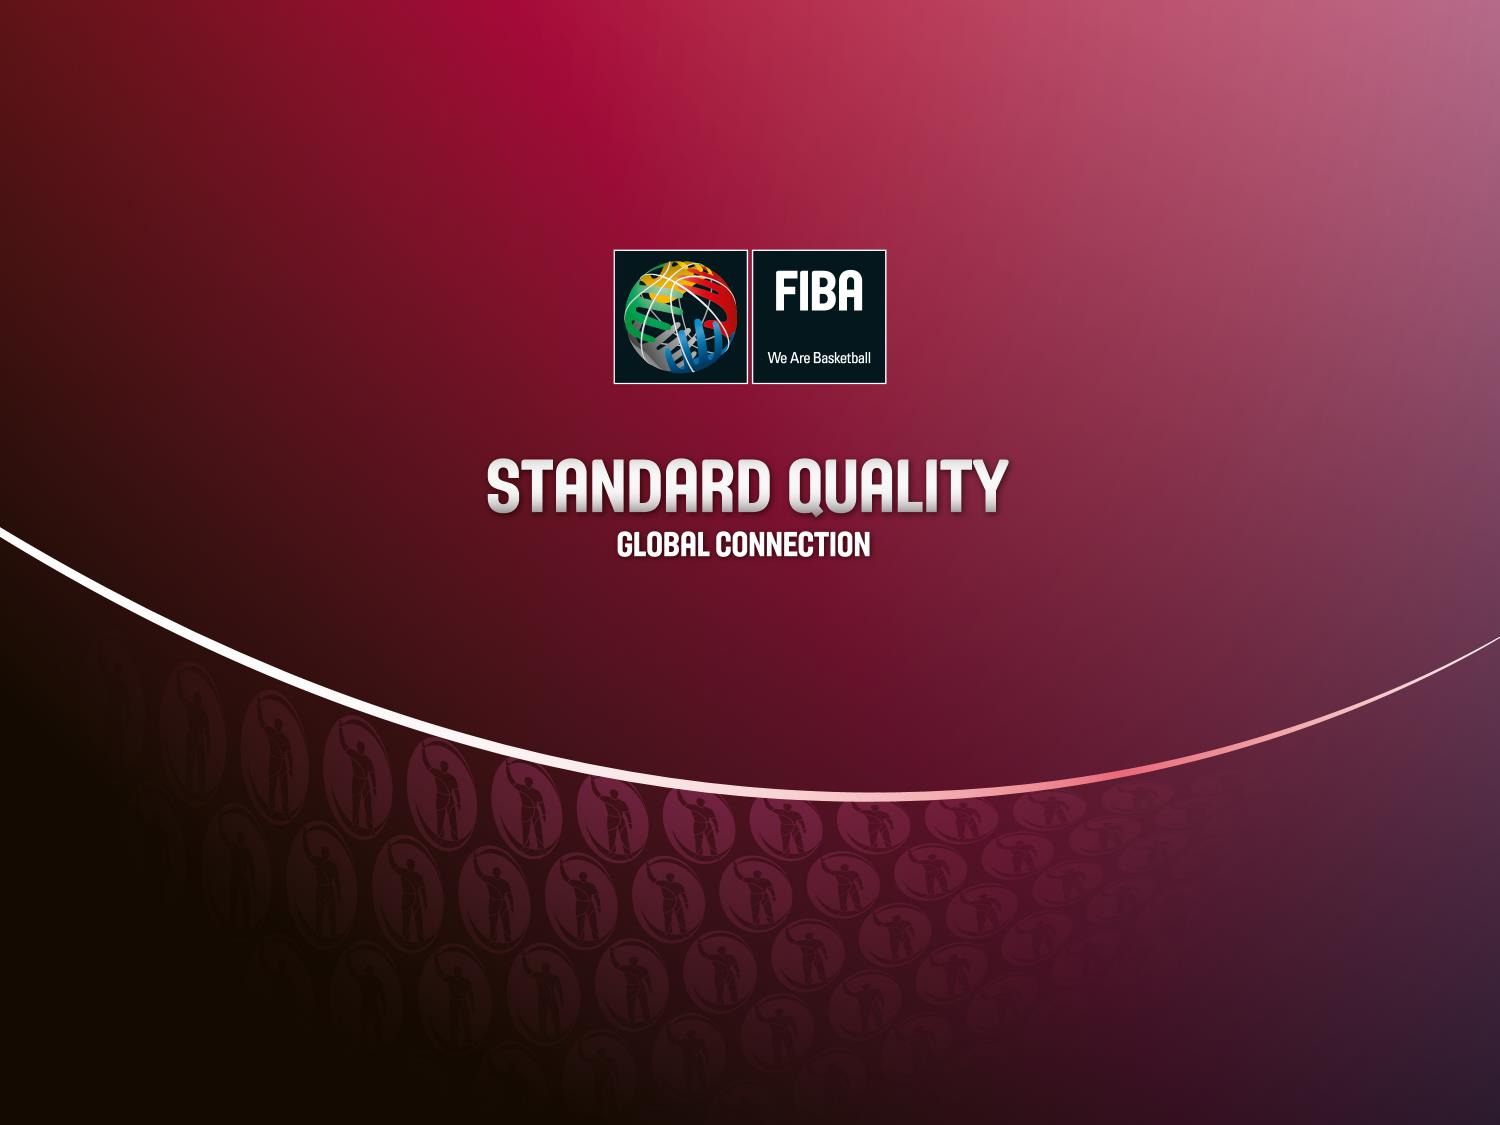 FIBA
We Are Basketball
STANDARD QUALITY
GLOBAL CONNECTION